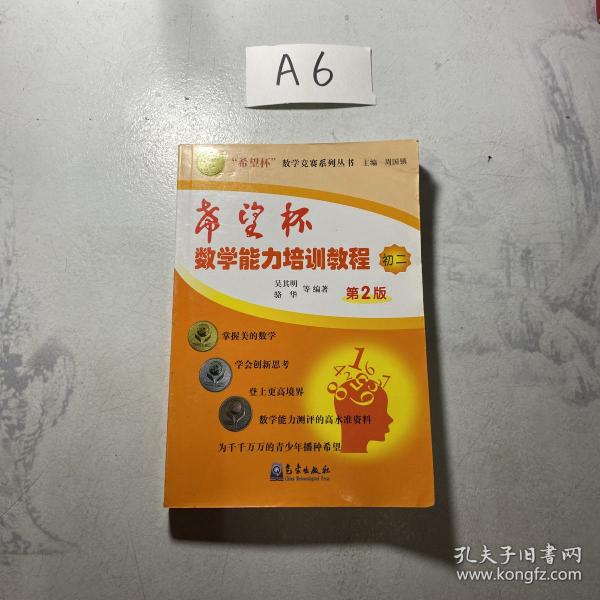 A6
“希望杯”数学竞赛系列丛书 主编 周国镇
希望杯
数学能力培训教程 初二
吴其明
骆华 等编著
第2版
掌握美的数学
学会创新思考
登上更高境界
数学能力测评的高水准资料
为千千万万的青少年播种希望
气象出版社
China Meteorological Press
孔夫子旧书网
www.kongfz.com